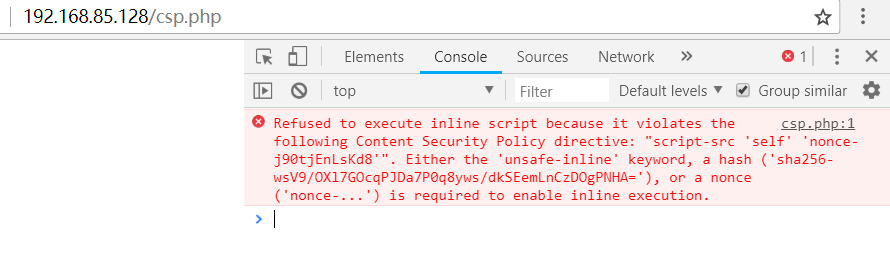 192.168.85.128/csp.php
Elements Console Sources Network » 1
top Filter Default levels Group similar
Refused to execute inline script because it violates the csp.php:1
following Content Security Policy directive: "script-src 'self' 'nonce-
j90tjEnLsKd8'". Either the 'unsafe-inline' keyword, a hash ('sha256-
wsV9/OXl7GOcqPJDa7P0q8yws/dkSEemLnCzDOgPNHA='), or a nonce
('nonce-...') is required to enable inline execution.
>